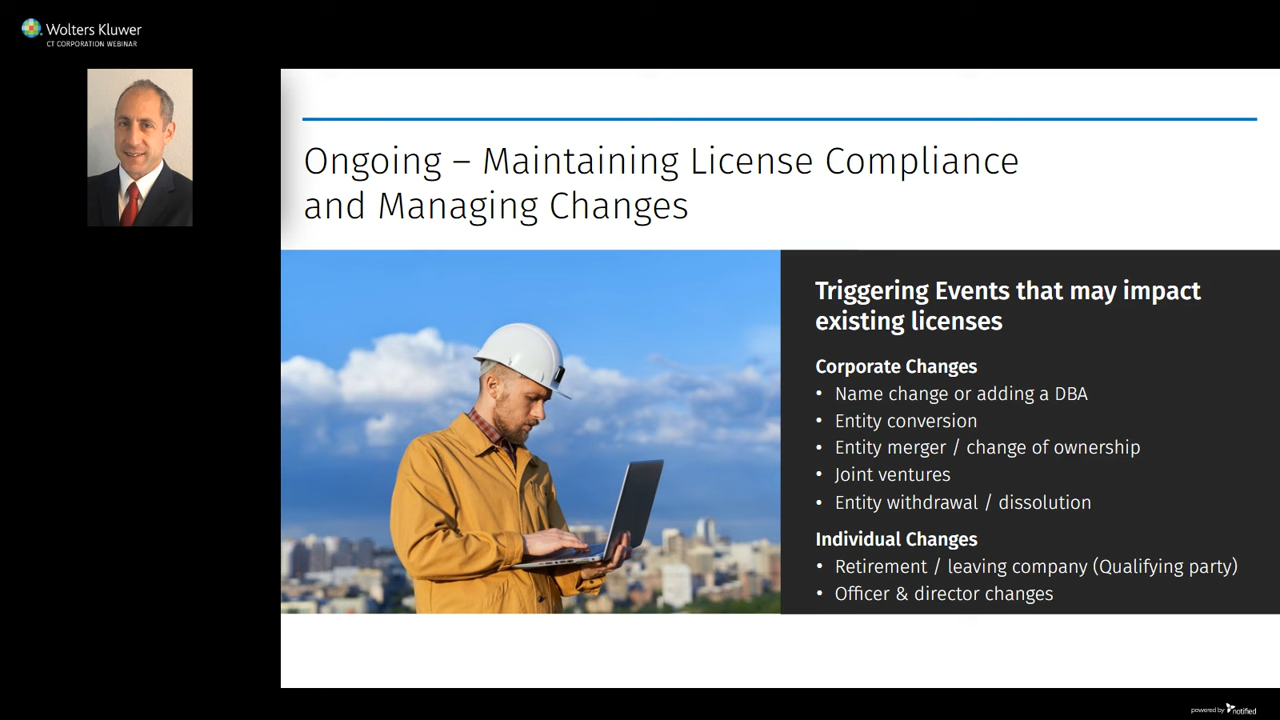 Wolters Kluwer
CT CORPORATION WEBINAR
Ongoing – Maintaining License Compliance
and Managing Changes
Triggering Events that may impact
existing licenses
Corporate Changes
• Name change or adding a DBA
• Entity conversion
• Entity merger / change of ownership
• Joint ventures
• Entity withdrawal / dissolution
Individual Changes
• Retirement / leaving company (Qualifying party)
• Officer & director changes
powered by notified